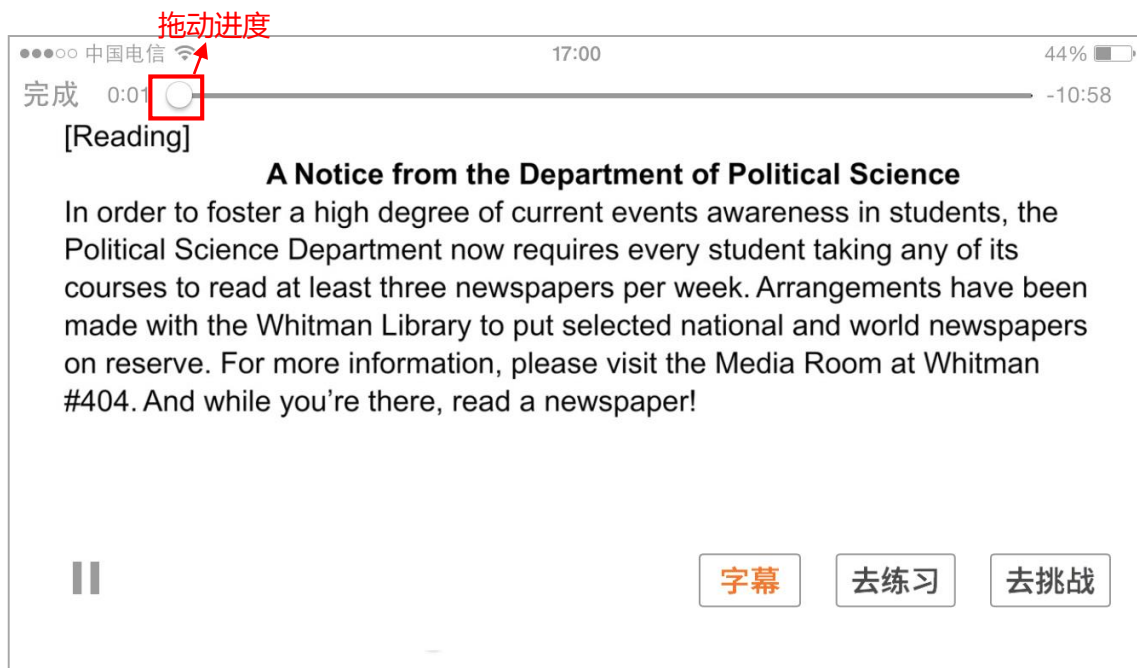 拖动进度
●●●○○ 中国电信 17:00 44%
完成 0:01 -10:58
[Reading]
A Notice from the Department of Political Science
In order to foster a high degree of current events awareness in students, the
Political Science Department now requires every student taking any of its
courses to read at least three newspapers per week. Arrangements have been
made with the Whitman Library to put selected national and world newspapers
on reserve. For more information, please visit the Media Room at Whitman
#404. And while you’re there, read a newspaper!
字幕 去练习 去挑战